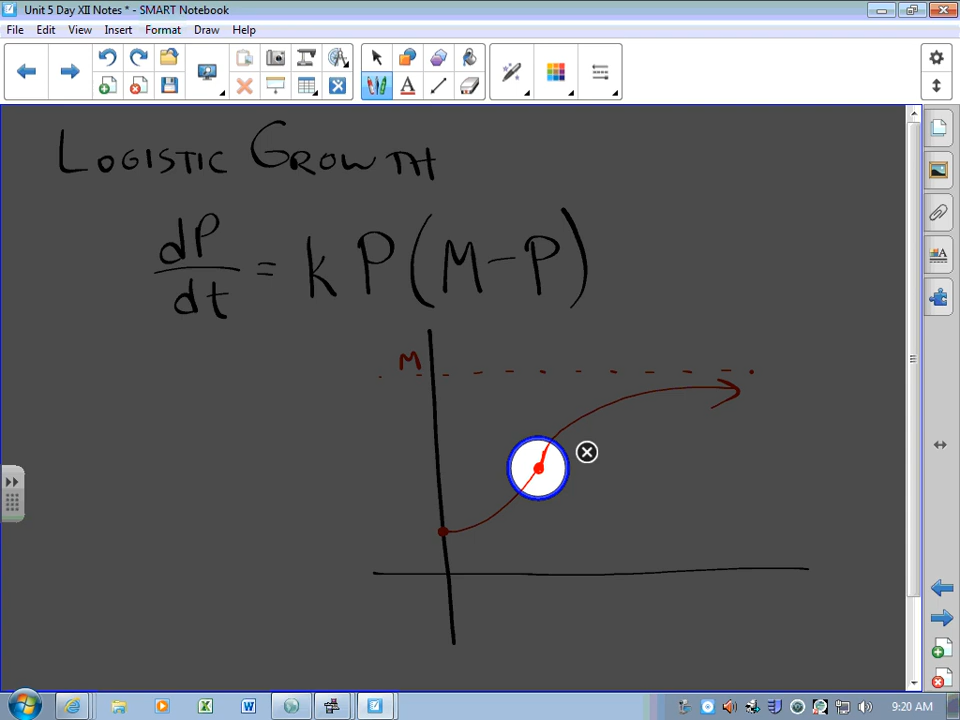 Unit 5 Day XII Notes * - SMART Notebook
File Edit View Insert Format Draw Help
LOGISTIC GROWTH
dP/dt = kP(M-P)
M
9:20 AM